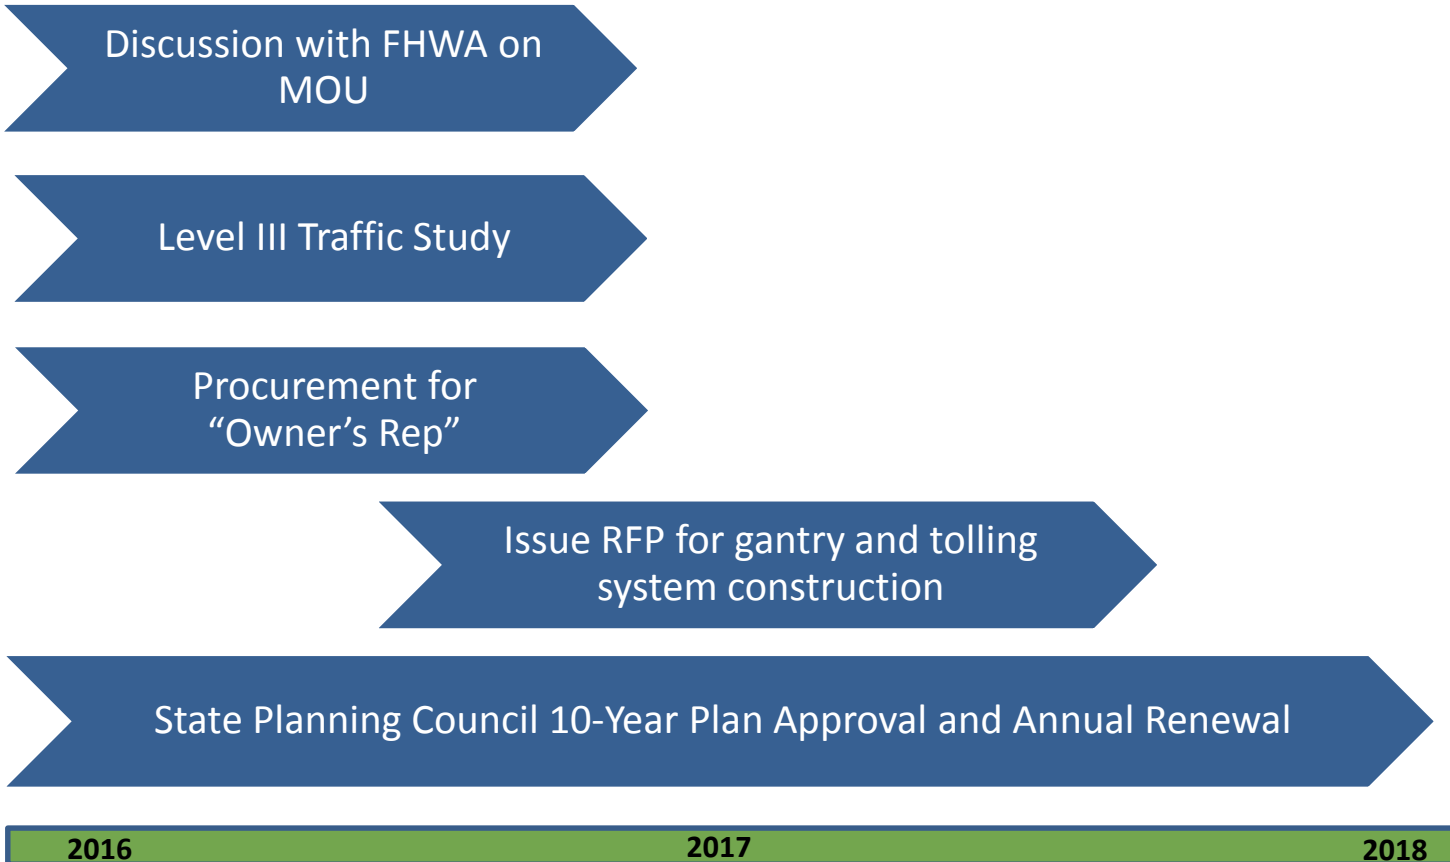 Discussion with FHWA on
MOU
Level III Traffic Study
Procurement for
“Owner’s Rep”
Issue RFP for gantry and tolling
system construction
State Planning Council 10-Year Plan Approval and Annual Renewal
2016 2017 2018